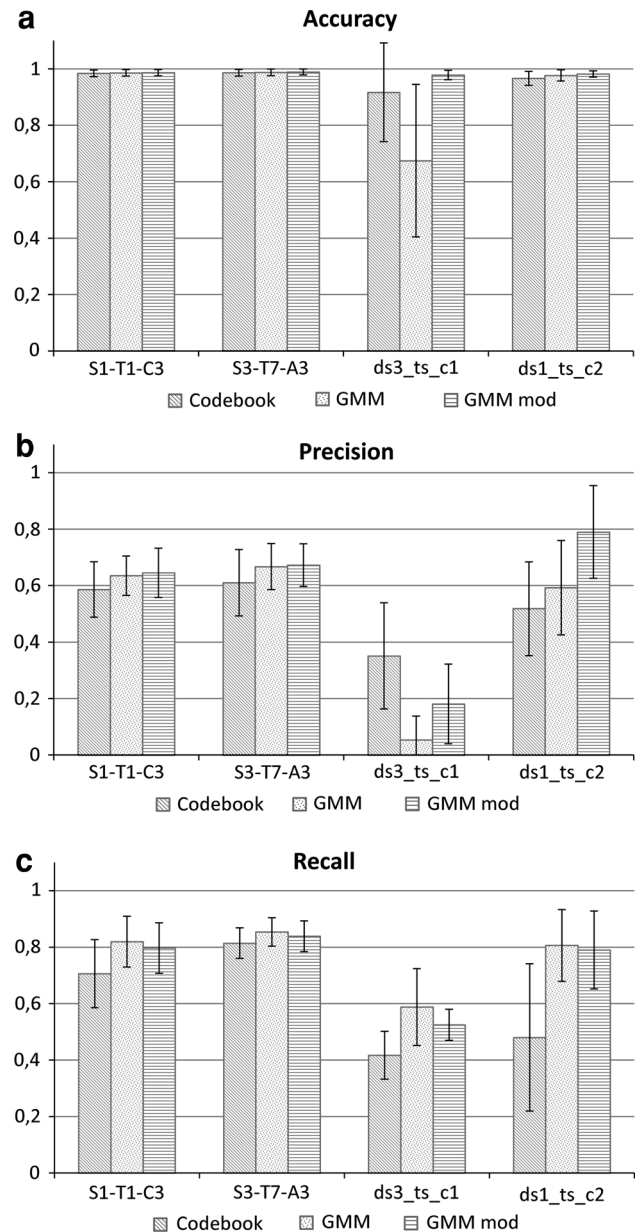 a
Accuracy
1
0,8
0,6
0,4
0,2
0
S1-T1-C3 S3-T7-A3 ds3_ts_c1 ds1_ts_c2
Codebook GMM GMM mod
b
Precision
1
0,8
0,6
0,4
0,2
0
S1-T1-C3 S3-T7-A3 ds3_ts_c1 ds1_ts_c2
Codebook GMM GMM mod
c
Recall
1
0,8
0,6
0,4
0,2
0
S1-T1-C3 S3-T7-A3 ds3_ts_c1 ds1_ts_c2
Codebook GMM GMM mod